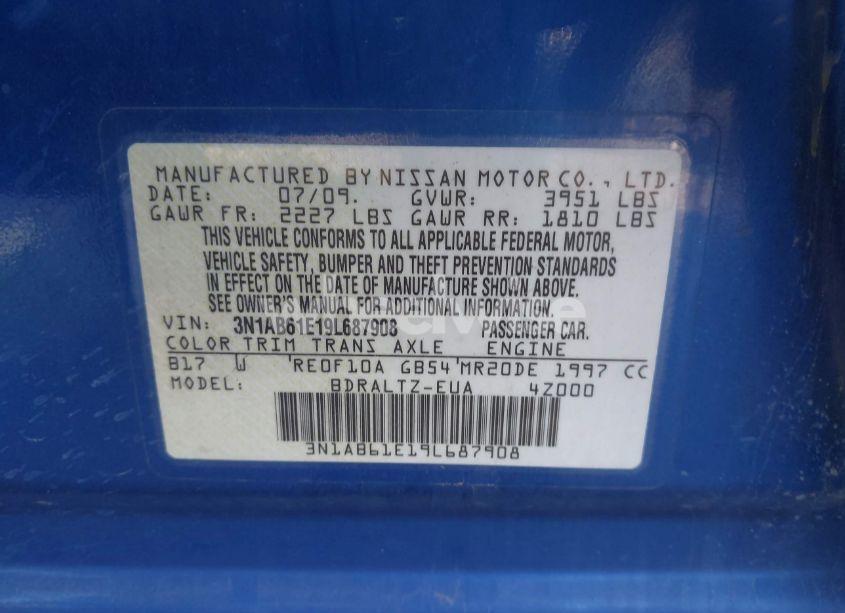 MANUFACTURED BY NISSAN MOTOR CO., LTD.
DATE: 07/09. GVWR: 3951 LBS
GAWR FR: 2227 LBS GAWR RR: 1810 LBS
THIS VEHICLE CONFORMS TO ALL APPLICABLE FEDERAL MOTOR,
VEHICLE SAFETY, BUMPER AND THEFT PREVENTION STANDARDS
IN EFFECT ON THE DATE OF MANUFACTURE SHOWN ABOVE.
SEE OWNER'S MANUAL FOR ADDITIONAL INFORMATION.
VIN: 3N1AB61E19L687908 PASSENGER CAR.
COLOR TRIM TRANS AXLE ENGINE
B17 W RE0F10A GB54 MR20DE 1997 CC
MODEL: BDRALTZ-EUA 4Z000
3N1AB61E19L687908